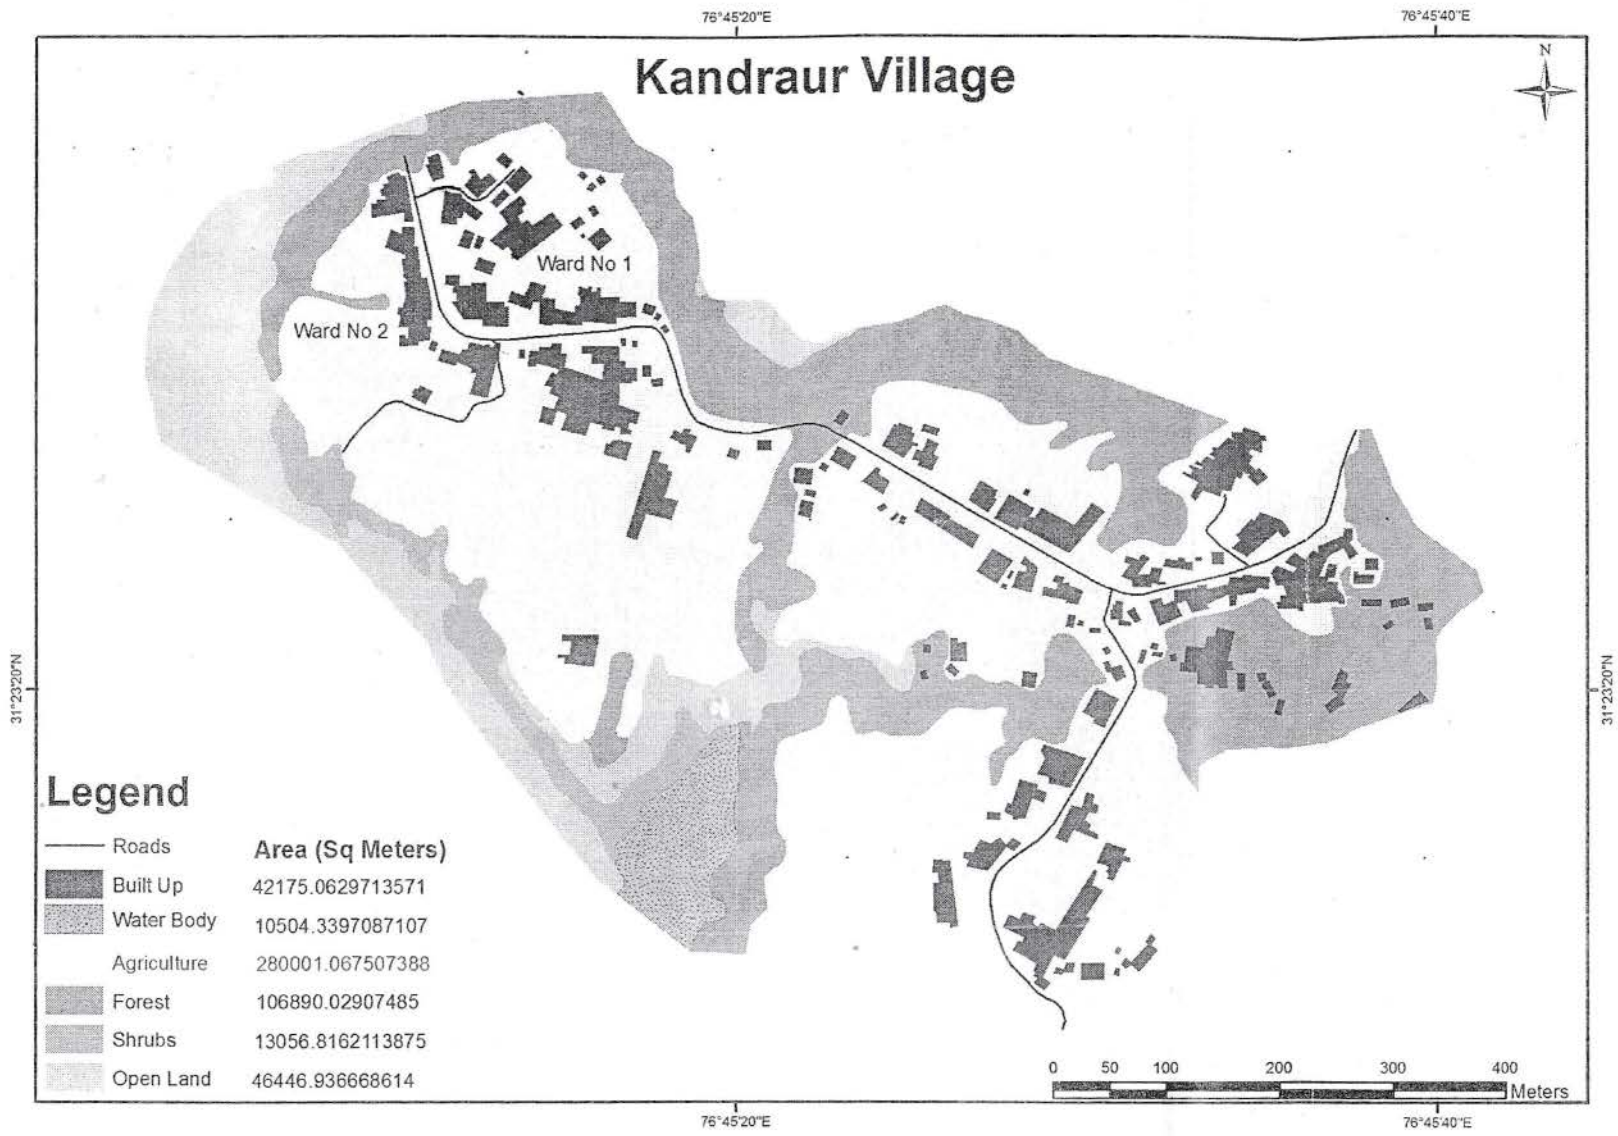 76°45'20"E
76°45'40"E
Kandraur Village
N
Ward No 1
Ward No 2
31°23'20"N
31°23'20"N
Legend
Roads
Area (Sq Meters)
Built Up
42175.0629713571
Water Body
10504.3397087107
Agriculture
280001.067507388
Forest
106890.02907485
Shrubs
13056.8162113875
Open Land
46446.936668614
0 50 100 200 300 400
Meters
76°45'20"E
76°45'40"E